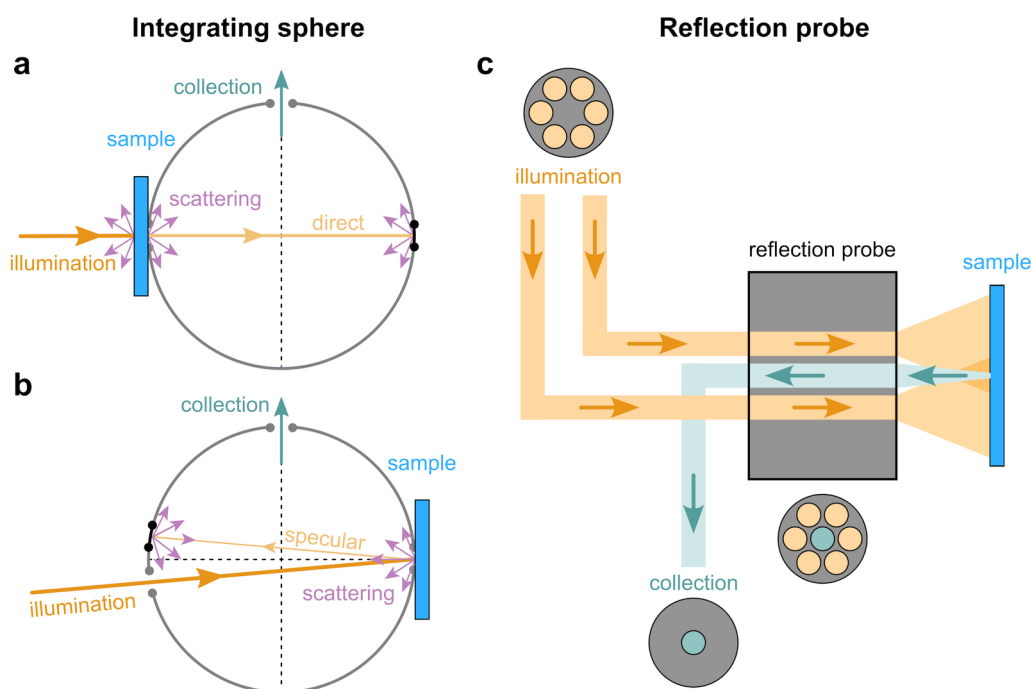 Integrating sphere
a
collection
sample
scattering
direct
illumination
b
collection
sample
specular
scattering
illumination
Reflection probe
c
illumination
reflection probe
sample
collection